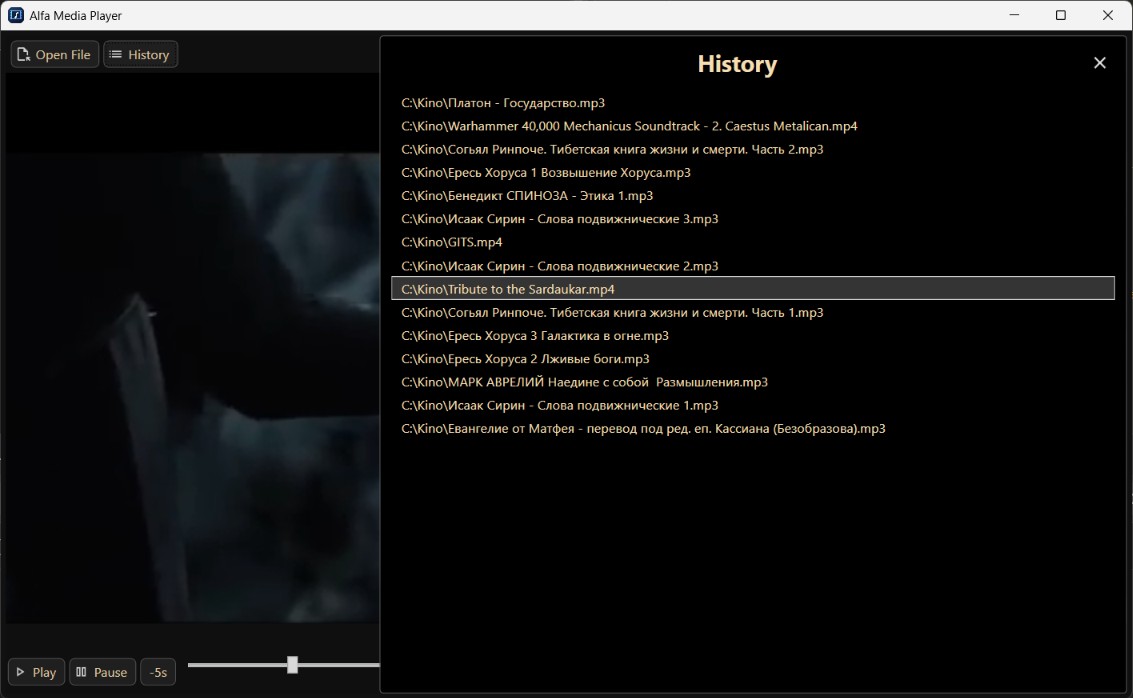 Alfa Media Player
Open File
History
History
C:\Kino\Платон - Государство.mp3
C:\Kino\Warhammer 40,000 Mechanicus Soundtrack - 2. Caestus Metalican.mp4
C:\Kino\Согьял Ринпоче. Тибетская книга жизни и смерти. Часть 2.mp3
C:\Kino\Ересь Хоруса 1 Возвышение Хоруса.mp3
C:\Kino\Бенедикт СПИНОЗА - Этика 1.mp3
C:\Kino\Исаак Сирин - Слова подвижнические 3.mp3
C:\Kino\GITS.mp4
C:\Kino\Исаак Сирин - Слова подвижнические 2.mp3
C:\Kino\Tribute to the Sardaukar.mp4
C:\Kino\Согьял Ринпоче. Тибетская книга жизни и смерти. Часть 1.mp3
C:\Kino\Ересь Хоруса 3 Галактика в огне.mp3
C:\Kino\Ересь Хоруса 2 Лживые боги.mp3
C:\Kino\МАРК АВРЕЛИЙ Наедине с собой  Размышления.mp3
C:\Kino\Исаак Сирин - Слова подвижнические 1.mp3
C:\Kino\Евангелие от Матфея - перевод под ред. еп. Кассиана (Безобразова).mp3
Play
Pause
-5s